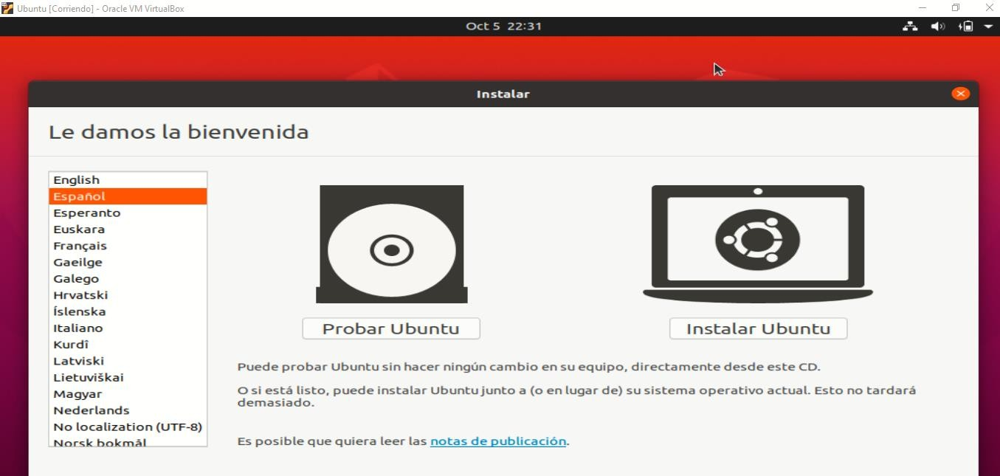 Ubuntu [Corriendo] - Oracle VM VirtualBox
Oct 5 22:31
Instalar
Le damos la bienvenida
English
Español
Esperanto
Euskara
Français
Gaeilge
Galego
Hrvatski
Íslenska
Italiano
Kurdî
Latviski
Lietuviškai
Magyar
Nederlands
No localization (UTF-8)
Norsk bokmål
Probar Ubuntu
Instalar Ubuntu
Puede probar Ubuntu sin hacer ningún cambio en su equipo, directamente desde este CD.
O si está listo, puede instalar Ubuntu junto a (o en lugar de) su sistema operativo actual. Esto no tardará
demasiado.
Es posible que quiera leer las notas de publicación.